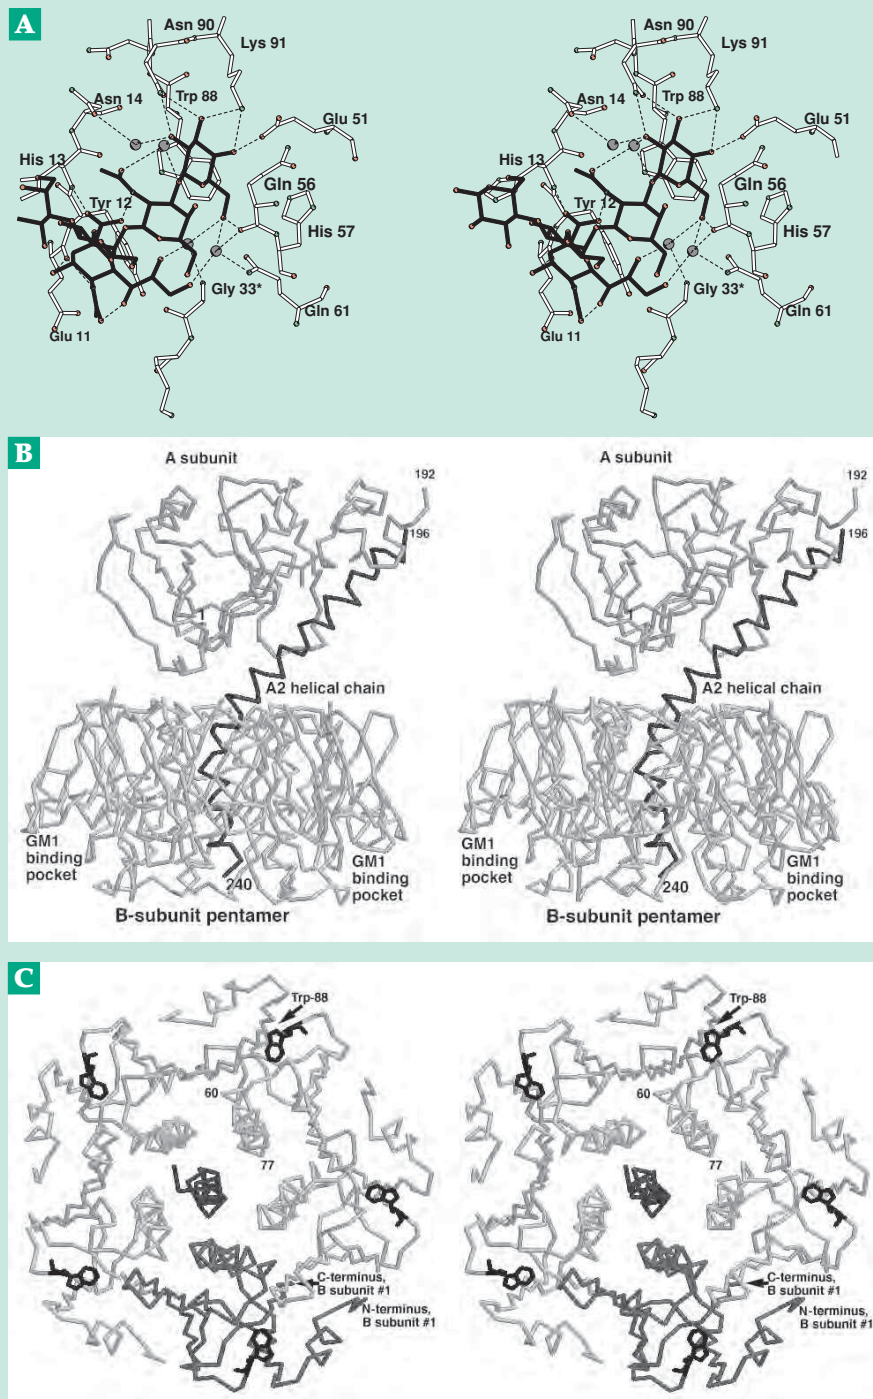 A
Asn 90
Lys 91
Asn 14
Trp 88
Glu 51
His 13
Gln 56
Tyr 12
His 57
Gly 33*
Gln 61
Glu 11
Asn 90
Lys 91
Asn 14
Trp 88
Glu 51
His 13
Gln 56
Tyr 12
His 57
Gly 33*
Gln 61
Glu 11
B
A subunit
192
196
1
A2 helical chain
GM1
binding
pocket
GM1
binding
pocket
240
B-subunit pentamer
A subunit
192
196
1
A2 helical chain
GM1
binding
pocket
GM1
binding
pocket
240
B-subunit pentamer
C
Trp-88
60
77
C-terminus,
B subunit #1
N-terminus,
B subunit #1
Trp-88
60
77
C-terminus,
B subunit #1
N-terminus,
B subunit #1